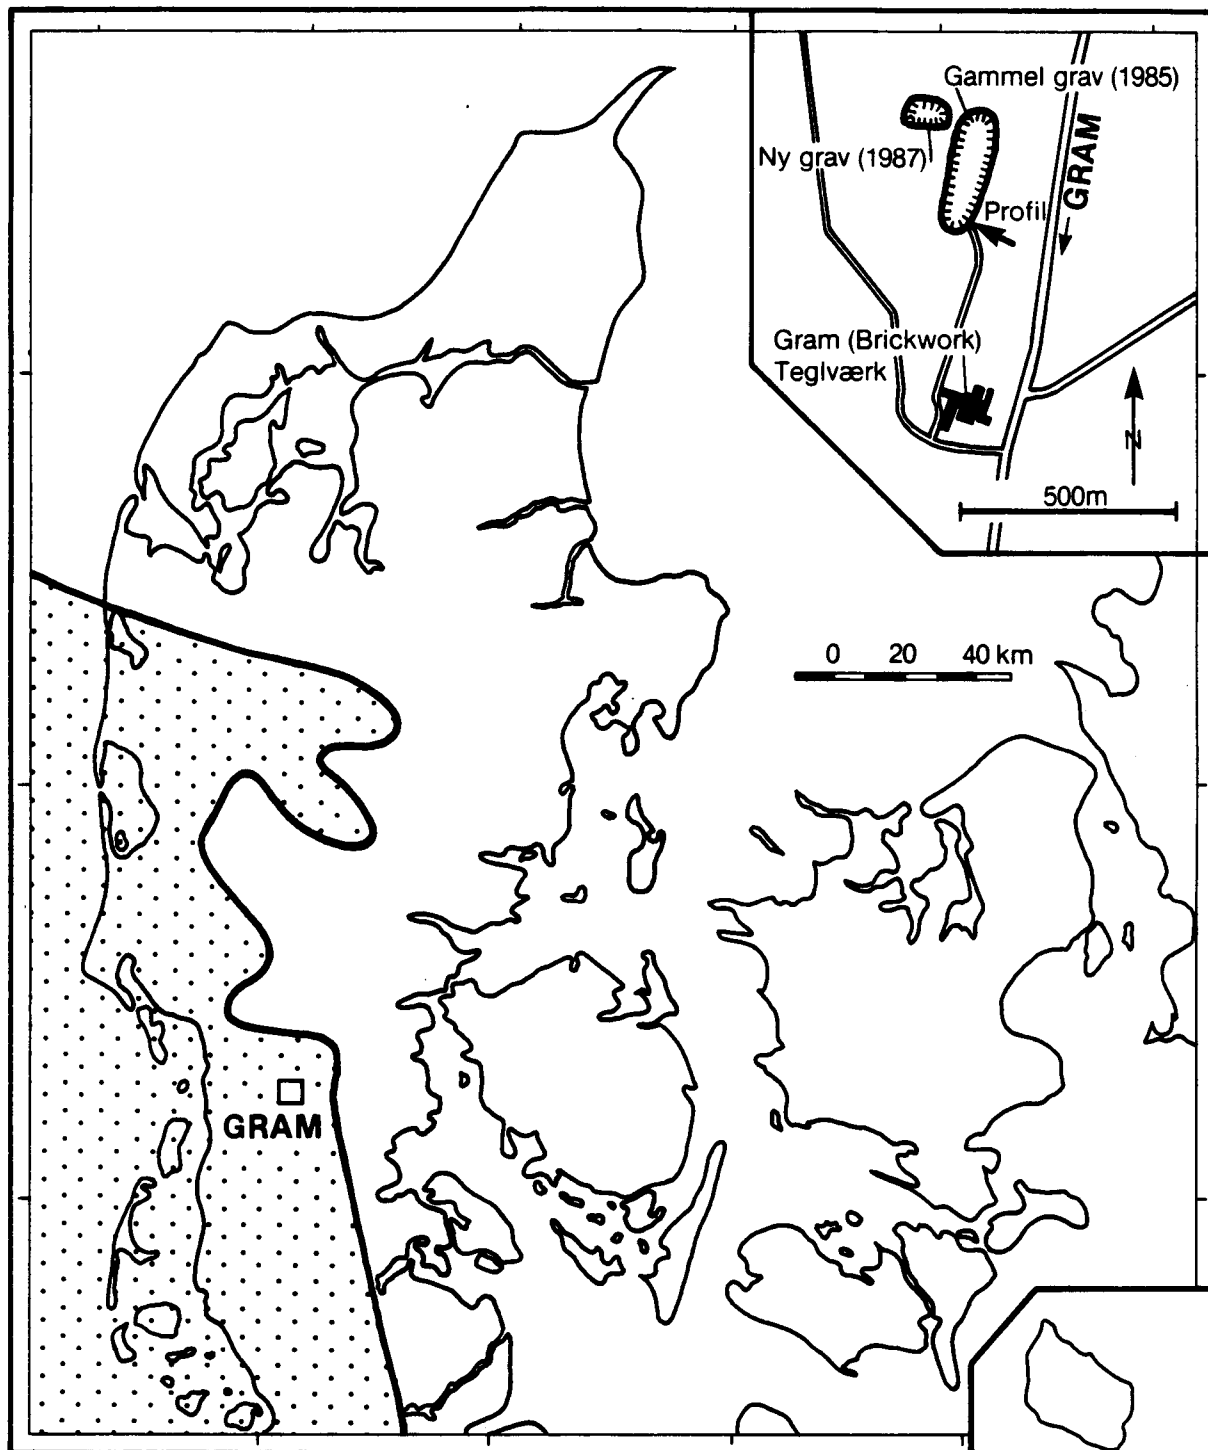 Gammel grav (1985)
Ny grav (1987)
GRAM
Profil
Gram (Brickwork)
Teglværk
N
500m
0 20 40 km
GRAM